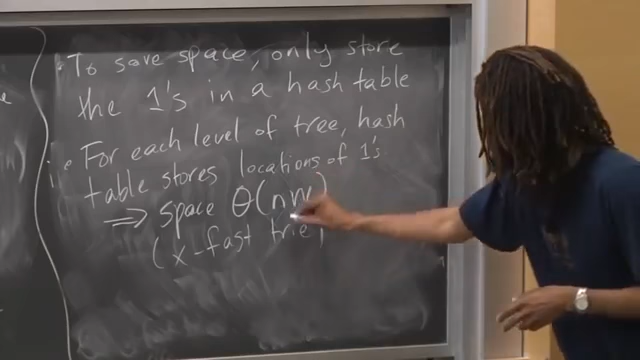 · To save space, only store
the 1's in a hash table
i.e. For each level of tree, hash
table stores locations of 1's
⇒ space Θ(nw)
(x-fast trie)